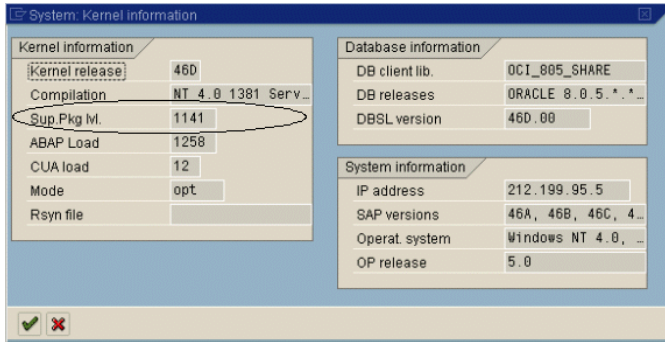 System: Kernel information
Kernel information
Kernel release 46D
Compilation NT 4.0 1381 Serv…
Sup.Pkg lvl. 1141
ABAP Load 1258
CUA load 12
Mode opt
Rsyn file
Database information
DB client lib. OCI_805_SHARE
DB releases ORACLE 8.0.5.*.*…
DBSL version 46D.00
System information
IP address 212.199.95.5
SAP versions 46A, 46B, 46C, 4…
Operat. system Windows NT 4.0, …
OP release 5.0